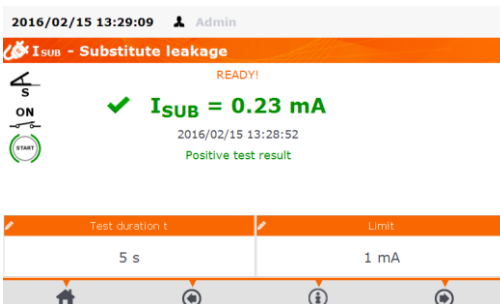 2016/02/15 13:29:09 Admin
ISUB - Substitute leakage
READY!
S
ON
START
ISUB = 0.23 mA
2016/02/15 13:28:52
Positive test result
Test duration t
Limit
5 s
1 mA